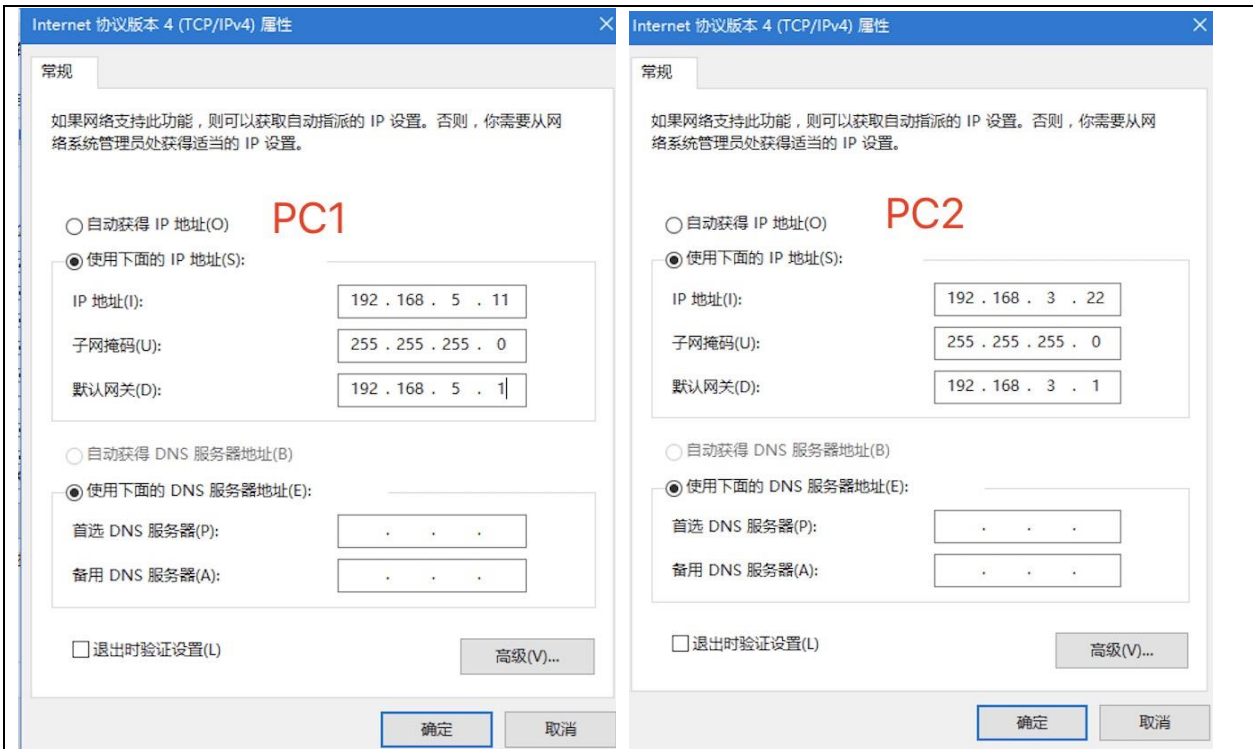 Internet 协议版本 4 (TCP/IPv4) 属性
常规
如果网络支持此功能，则可以获取自动指派的 IP 设置。否则，你需要从网
络系统管理员处获得适当的 IP 设置。
PC1
自动获得 IP 地址(O)
使用下面的 IP 地址(S):
IP 地址(I): 192 . 168 . 5 . 11
子网掩码(U): 255 . 255 . 255 . 0
默认网关(D): 192 . 168 . 5 . 1
自动获得 DNS 服务器地址(B)
使用下面的 DNS 服务器地址(E):
首选 DNS 服务器(P): . . .
备用 DNS 服务器(A): . . .
退出时验证设置(L)
高级(V)...
确定 取消
Internet 协议版本 4 (TCP/IPv4) 属性
常规
如果网络支持此功能，则可以获取自动指派的 IP 设置。否则，你需要从网
络系统管理员处获得适当的 IP 设置。
PC2
自动获得 IP 地址(O)
使用下面的 IP 地址(S):
IP 地址(I): 192 . 168 . 3 . 22
子网掩码(U): 255 . 255 . 255 . 0
默认网关(D): 192 . 168 . 3 . 1
自动获得 DNS 服务器地址(B)
使用下面的 DNS 服务器地址(E):
首选 DNS 服务器(P): . . .
备用 DNS 服务器(A): . . .
退出时验证设置(L)
高级(V)...
确定 取消